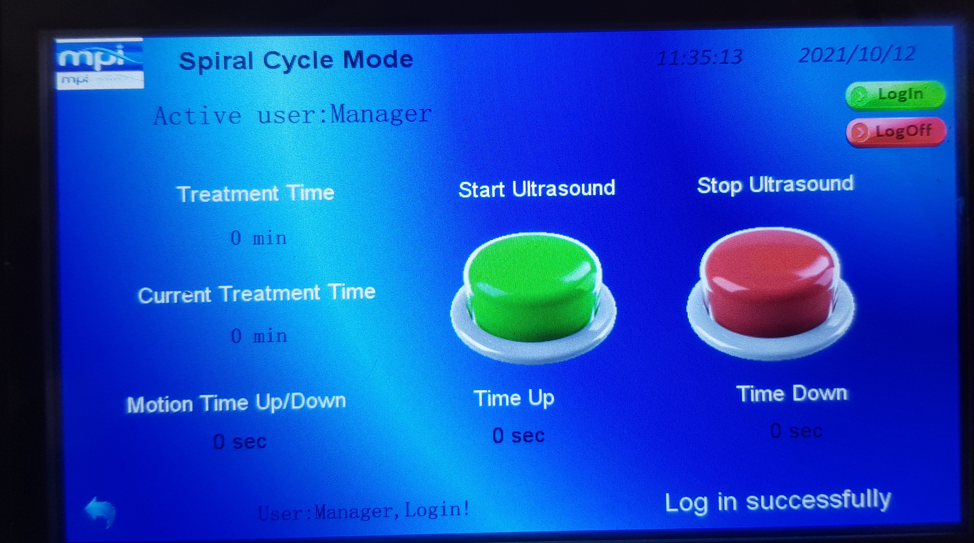 mpi
Spiral Cycle Mode
11:35:13
2021/10/12
mpi
Active user:Manager
LogIn
LogOff
Treatment Time
Start Ultrasound
Stop Ultrasound
0 min
Current Treatment Time
0 min
Motion Time Up/Down
Time Up
Time Down
0 sec
0 sec
0 sec
User:Manager,Login!
Log in successfully